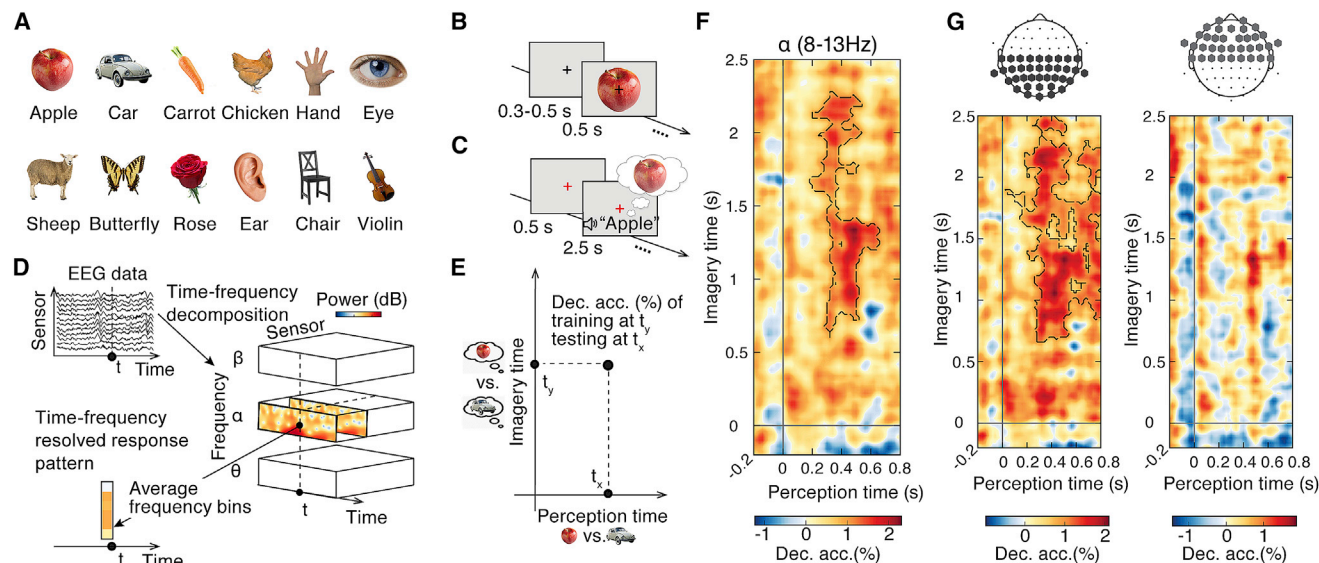 A
Apple Car Carrot Chicken Hand Eye
Sheep Butterfly Rose Ear Chair Violin
B
0.3-0.5 s
0.5 s
C
"Apple"
0.5 s
2.5 s
D
EEG data
Sensor
t
Time
Time-frequency
decomposition
Power (dB)
Sensor
β
α
θ
Frequency
t
Time
Time-frequency
resolved response
pattern
Average
frequency bins
t
Time
E
Dec. acc. (%) of
training at ty
testing at tx
vs.
Imagery time
ty
tx
Perception time
vs.
F
α (8-13Hz)
Imagery time (s)
2.5
2
1.5
1
0.5
0
-0.2
0 0.2 0.4 0.6 0.8
Perception time (s)
-1 0 1 2
Dec. acc.(%)
G
Imagery time (s)
2.5
2
1.5
1
0.5
0
-0.2
0 0.2 0.4 0.6 0.8
Perception time (s)
0 1 2
Dec. acc.(%)
Imagery time (s)
2.5
2
1.5
1
0.5
0
-0.2
0 0.2 0.4 0.6 0.8
Perception time (s)
-1 0 1
Dec. acc.(%)